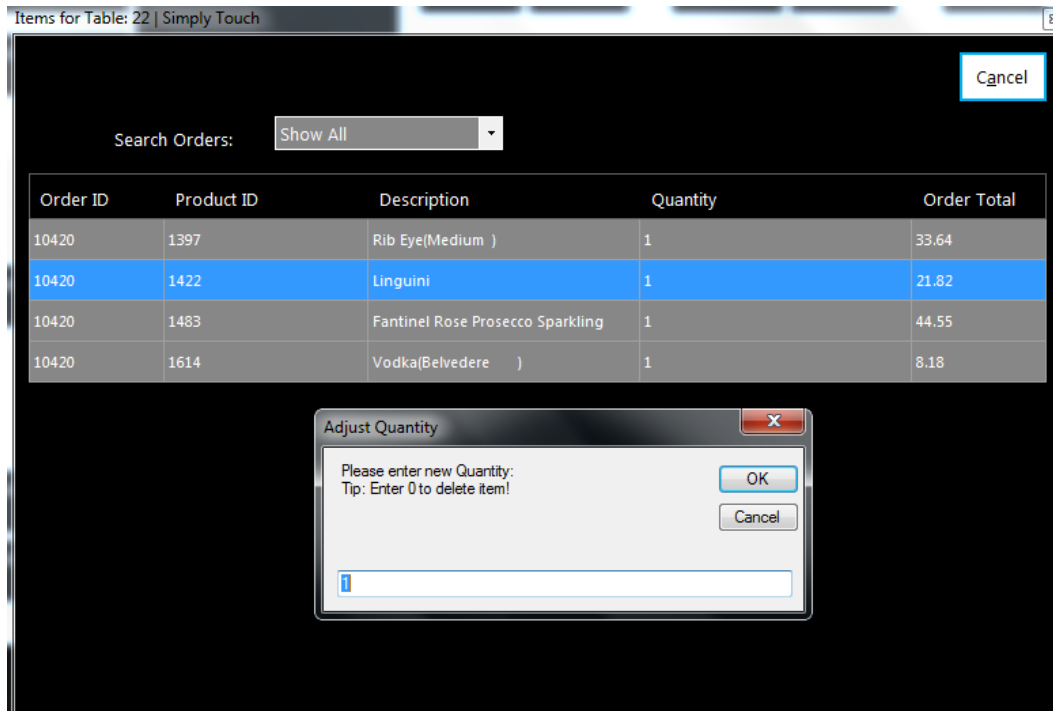 Items for Table: 22 | Simply Touch
Cancel
Search Orders: Show All
Order ID Product ID Description Quantity Order Total
10420 1397 Rib Eye(Medium ) 1 33.64
10420 1422 Linguini 1 21.82
10420 1483 Fantinel Rose Prosecco Sparkling 1 44.55
10420 1614 Vodka(Belvedere ) 1 8.18
Adjust Quantity
Please enter new Quantity:
Tip: Enter 0 to delete item!
OK
Cancel
1